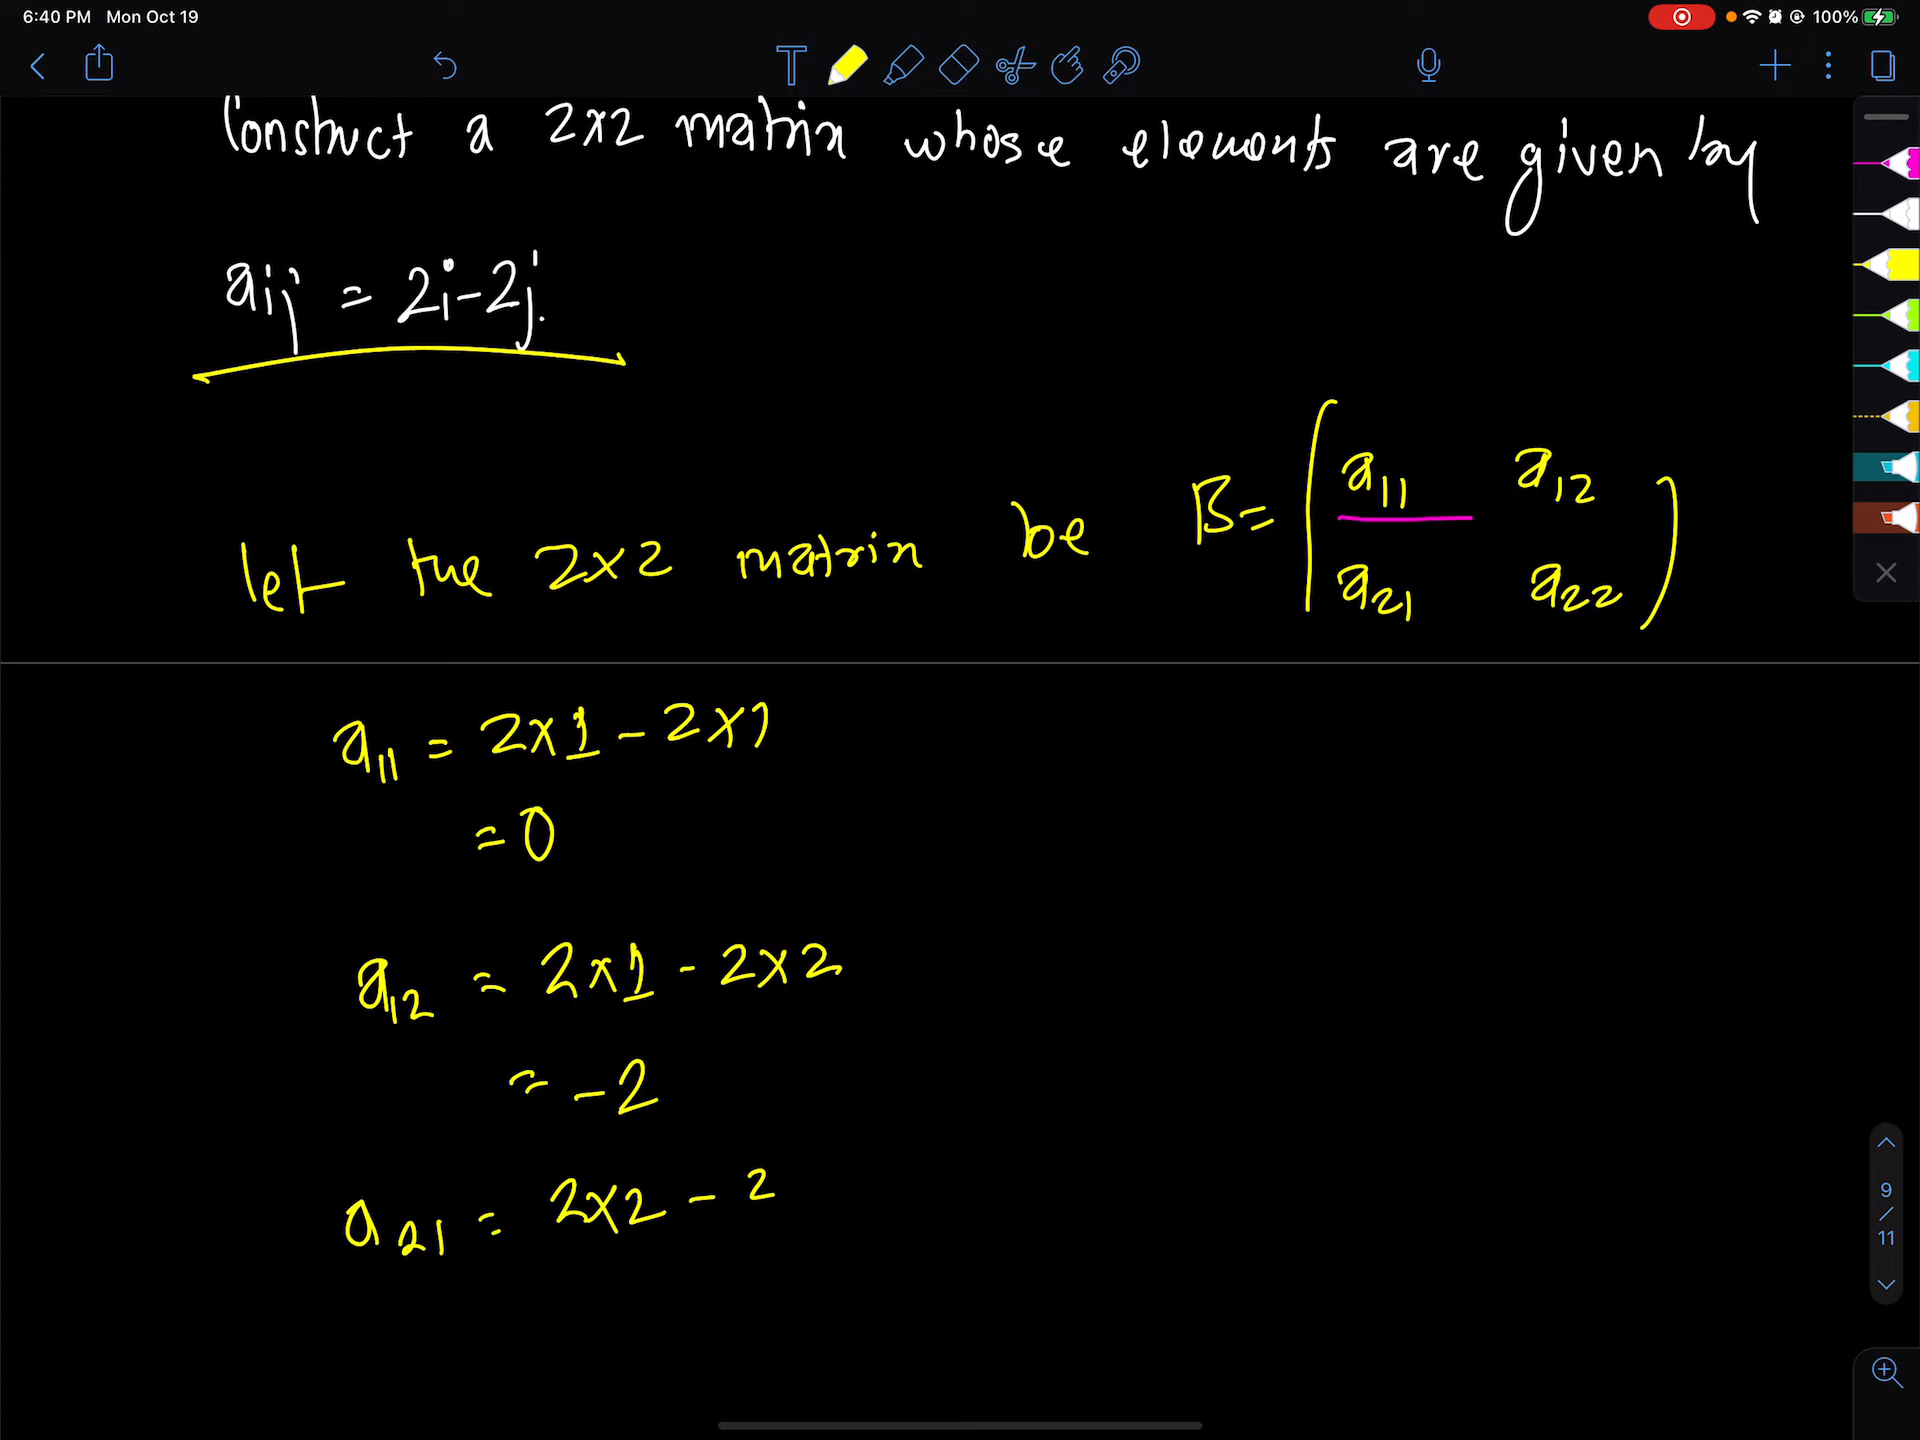 6:40 PM Mon Oct 19
100%
Construct a 2x2 matrix whose elements are given by
aij = 2i-2j.
let the 2x2 matrin be B= ( a11 a12
a21 a22 )
a11 = 2x1 - 2x1
= 0
a12 = 2x1 - 2x2
= -2
a21 = 2x2 - 2
9
/
11